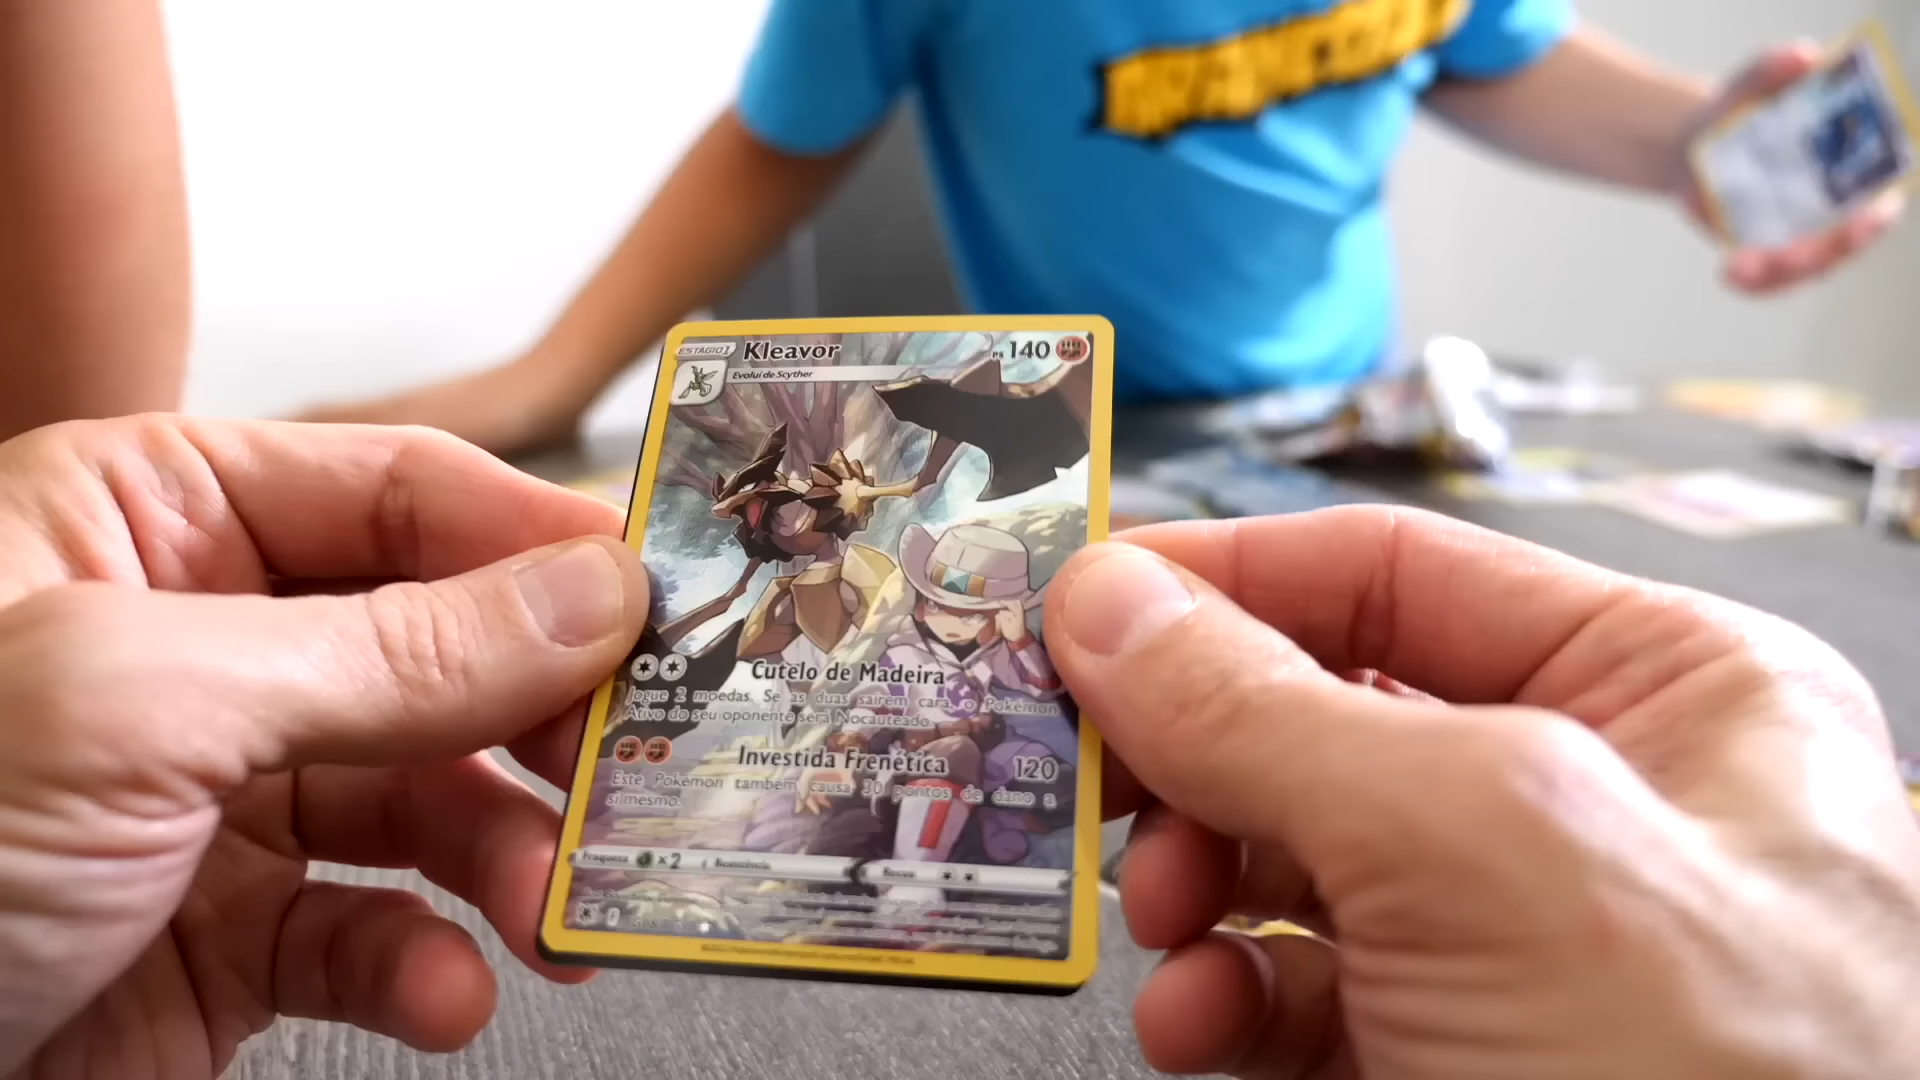 ESTÁGIO 1
Kleavor
PS 140
Evolui de Scyther
Cutelo de Madeira
Jogue 2 moedas. Se as duas saírem cara, o Pokémon
Ativo do seu oponente será Nocauteado.
Investida Frenética 120
Este Pokémon também causa 30 pontos de dano a
si mesmo.
Fraqueza x2 Resistência
Recuo